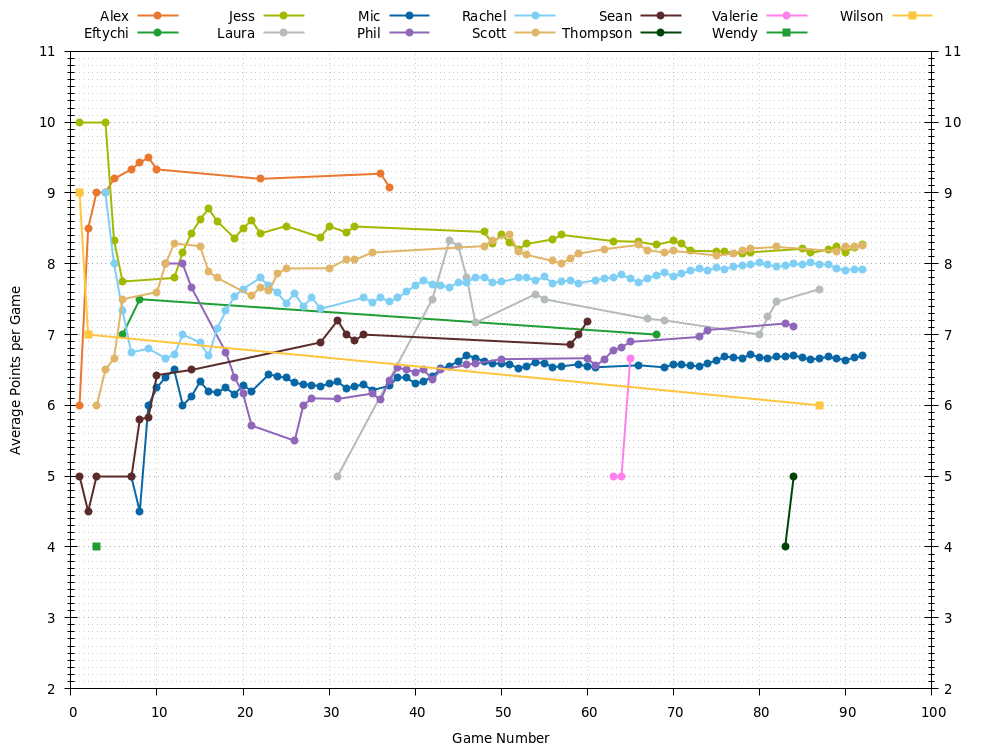 Alex Jess Mic Rachel Sean Valerie Wilson
Eftychi Laura Phil Scott Thompson Wendy
11 11
10 10
9 9
8 8
7 7
6 6
5 5
4 4
3 3
2 2
Average Points per Game
0 10 20 30 40 50 60 70 80 90 100
Game Number